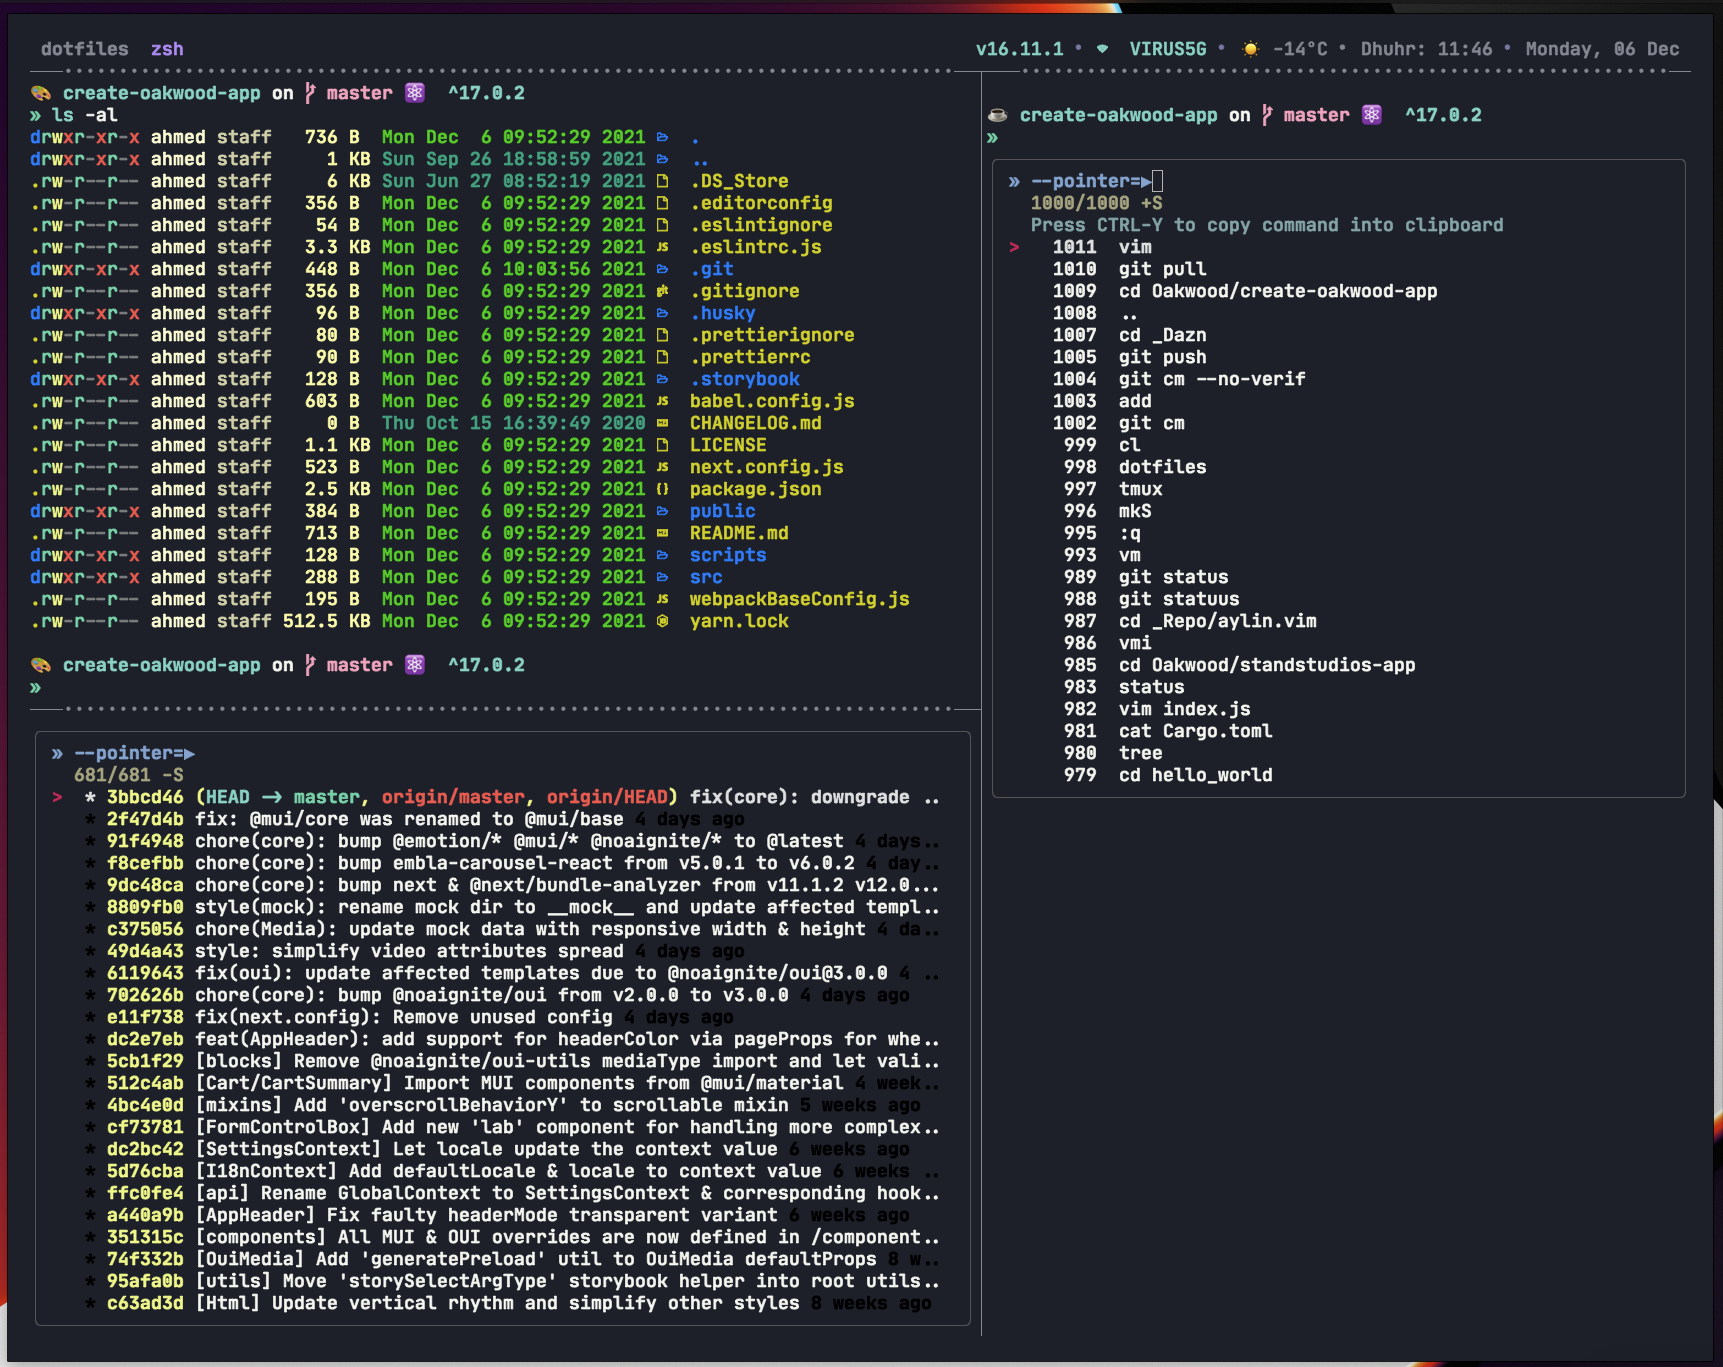 dotfiles zsh
v16.11.1 • VIRUS5G • -14°C • Dhuhr: 11:46 • Monday, 06 Dec
create-oakwood-app on master ^17.0.2
» ls -al
drwxr-xr-x ahmed staff 736 B Mon Dec 6 09:52:29 2021 .
drwxr-xr-x ahmed staff 1 KB Sun Sep 26 18:58:59 2021 ..
.rw-r--r-- ahmed staff 6 KB Sun Jun 27 08:52:19 2021 .DS_Store
.rw-r--r-- ahmed staff 356 B Mon Dec 6 09:52:29 2021 .editorconfig
.rw-r--r-- ahmed staff 54 B Mon Dec 6 09:52:29 2021 .eslintignore
.rw-r--r-- ahmed staff 3.3 KB Mon Dec 6 09:52:29 2021 JS .eslintrc.js
drwxr-xr-x ahmed staff 448 B Mon Dec 6 10:03:56 2021 .git
.rw-r--r-- ahmed staff 356 B Mon Dec 6 09:52:29 2021 .gitignore
drwxr-xr-x ahmed staff 96 B Mon Dec 6 09:52:29 2021 .husky
.rw-r--r-- ahmed staff 80 B Mon Dec 6 09:52:29 2021 .prettierignore
.rw-r--r-- ahmed staff 90 B Mon Dec 6 09:52:29 2021 .prettierrc
drwxr-xr-x ahmed staff 128 B Mon Dec 6 09:52:29 2021 .storybook
.rw-r--r-- ahmed staff 603 B Mon Dec 6 09:52:29 2021 JS babel.config.js
.rw-r--r-- ahmed staff 0 B Thu Oct 15 16:39:49 2020 CHANGELOG.md
.rw-r--r-- ahmed staff 1.1 KB Mon Dec 6 09:52:29 2021 LICENSE
.rw-r--r-- ahmed staff 523 B Mon Dec 6 09:52:29 2021 JS next.config.js
.rw-r--r-- ahmed staff 2.5 KB Mon Dec 6 09:52:29 2021 {} package.json
drwxr-xr-x ahmed staff 384 B Mon Dec 6 09:52:29 2021 public
.rw-r--r-- ahmed staff 713 B Mon Dec 6 09:52:29 2021 README.md
drwxr-xr-x ahmed staff 128 B Mon Dec 6 09:52:29 2021 scripts
drwxr-xr-x ahmed staff 288 B Mon Dec 6 09:52:29 2021 src
.rw-r--r-- ahmed staff 195 B Mon Dec 6 09:52:29 2021 JS webpackBaseConfig.js
.rw-r--r-- ahmed staff 512.5 KB Mon Dec 6 09:52:29 2021 yarn.lock
create-oakwood-app on master ^17.0.2
»
» --pointer=▶
681/681 -S
> * 3bbcd46 (HEAD -> master, origin/master, origin/HEAD) fix(core): downgrade ..
* 2f47d4b fix: @mui/core was renamed to @mui/base 4 days ago
* 91f4948 chore(core): bump @emotion/* @mui/* @noaignite/* to @latest 4 days..
* f8cefbb chore(core): bump embla-carousel-react from v5.0.1 to v6.0.2 4 day..
* 9dc48ca chore(core): bump next & @next/bundle-analyzer from v11.1.2 v12.0...
* 8809fb0 style(mock): rename mock dir to __mock__ and update affected templ..
* c375056 chore(Media): update mock data with responsive width & height 4 da..
* 49d4a43 style: simplify video attributes spread 4 days ago
* 6119643 fix(oui): update affected templates due to @noaignite/oui@3.0.0 4 ..
* 702626b chore(core): bump @noaignite/oui from v2.0.0 to v3.0.0 4 days ago
* e11f738 fix(next.config): Remove unused config 4 days ago
* dc2e7eb feat(AppHeader): add support for headerColor via pageProps for whe..
* 5cb1f29 [blocks] Remove @noaignite/oui-utils mediaType import and let vali..
* 512c4ab [Cart/CartSummary] Import MUI components from @mui/material 4 week..
* 4bc4e0d [mixins] Add 'overscrollBehaviorY' to scrollable mixin 5 weeks ago
* cf73781 [FormControlBox] Add new 'lab' component for handling more complex..
* dc2bc42 [SettingsContext] Let locale update the context value 6 weeks ago
* 5d76cba [I18nContext] Add defaultLocale & locale to context value 6 weeks ..
* ffc0fe4 [api] Rename GlobalContext to SettingsContext & corresponding hook..
* a440a9b [AppHeader] Fix faulty headerMode transparent variant 6 weeks ago
* 351315c [components] All MUI & OUI overrides are now defined in /component..
* 74f332b [OuiMedia] Add 'generatePreload' util to OuiMedia defaultProps 8 w..
* 95afa0b [utils] Move 'storySelectArgType' storybook helper into root utils..
* c63ad3d [Html] Update vertical rhythm and simplify other styles 8 weeks ago
create-oakwood-app on master ^17.0.2
»
» --pointer=▶
1000/1000 +S
Press CTRL-Y to copy command into clipboard
> 1011 vim
1010 git pull
1009 cd Oakwood/create-oakwood-app
1008 ..
1007 cd _Dazn
1005 git push
1004 git cm --no-verif
1003 add
1002 git cm
999 cl
998 dotfiles
997 tmux
996 mkS
995 :q
993 vm
989 git status
988 git statuus
987 cd _Repo/aylin.vim
986 vmi
985 cd Oakwood/standstudios-app
983 status
982 vim index.js
981 cat Cargo.toml
980 tree
979 cd hello_world